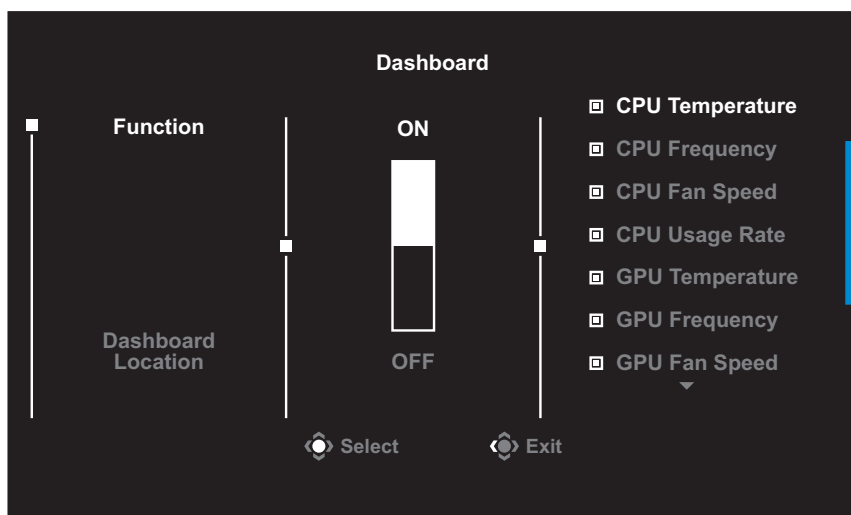 Dashboard
Function
Dashboard
Location
ON
OFF
CPU Temperature
CPU Frequency
CPU Fan Speed
CPU Usage Rate
GPU Temperature
GPU Frequency
GPU Fan Speed
Select
Exit